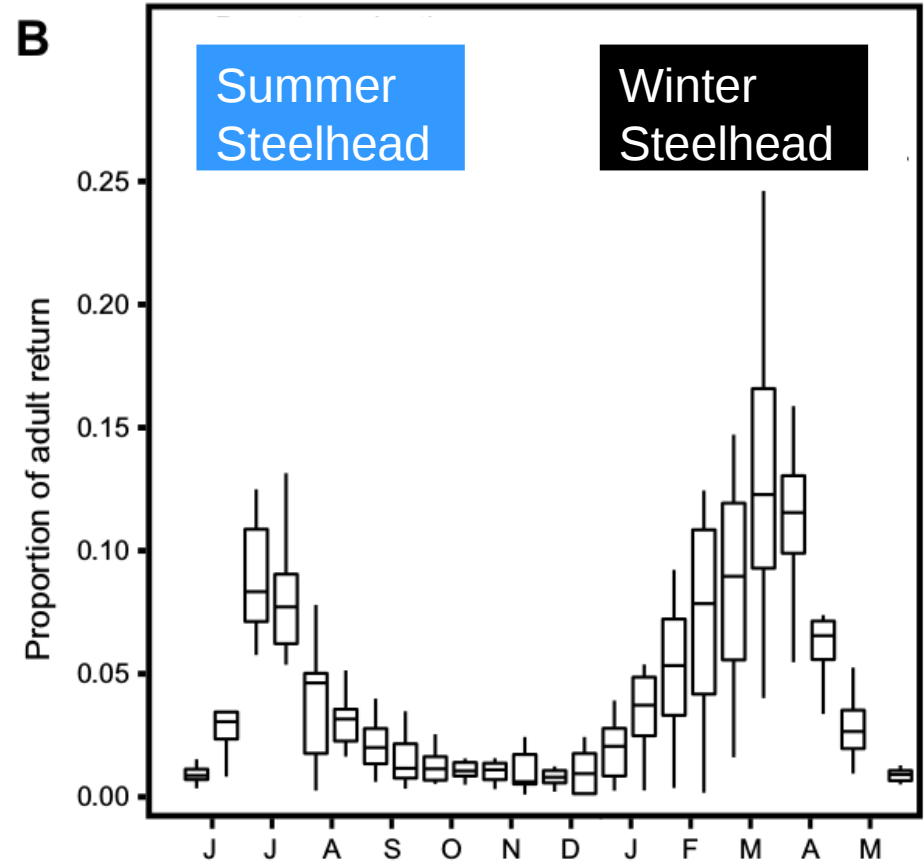 B
Summer
Steelhead
Winter
Steelhead
Proportion of adult return
0.25
0.20
0.15
0.10
0.05
0.00
J J A S O N D J F M A M